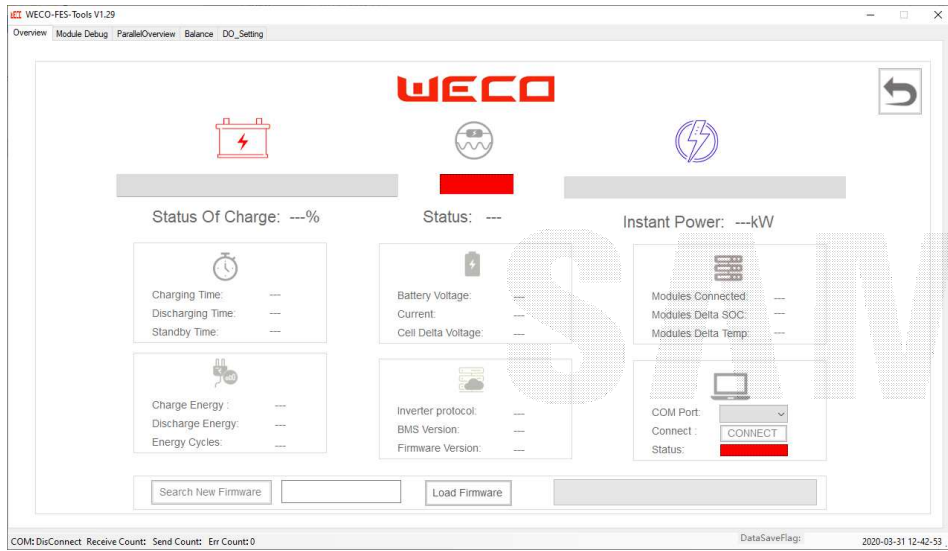 WECO-FES-Tools V1.29
Overview Module Debug ParallelOverview Balance DO_Setting
WECO
Status Of Charge: ---%
Status: ---
Instant Power: ---kW
Charging Time: ---
Discharging Time: ---
Standby Time: ---
Battery Voltage: ---
Current: ---
Cell Delta Voltage: ---
Modules Connected: ---
Modules Delta SOC: ---
Modules Delta Temp: ---
Charge Energy : ---
Discharge Energy: ---
Energy Cycles: ---
Inverter protocol: ---
BMS Version: ---
Firmware Version: ---
COM Port:
Connect : CONNECT
Status:
Search New Firmware Load Firmware
COM: DisConnect Receive Count: Send Count: Err Count: 0 DataSaveFlag: 2020-03-31 12-42-53
SAM